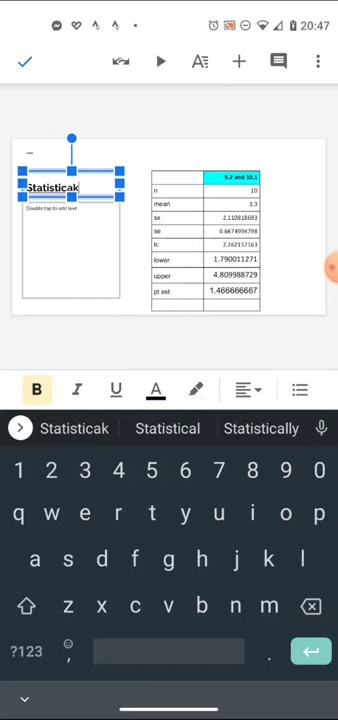 20:47
Statisticak
Double tap to add text
9.2 and 10.1
n 10
mean 3.3
sx 2.110818693
se 0.6674994798
tc 2.262157163
lower 1.790011271
upper 4.809988729
pt est 1.466666667
B I U A
Statisticak Statistical Statistically
1 2 3 4 5 6 7 8 9 0
q w e r t y u i o p
a s d f g h j k l
z x c v b n m
?123 , .